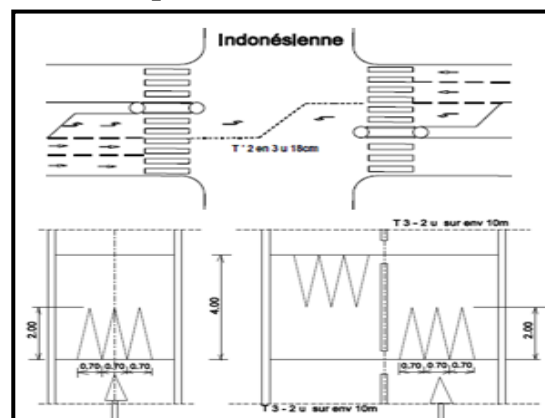 Indonésienne
T ' 2 en 3 u 18cm
T 3 - 2 u sur env 10m
2.00
0.70 0.70 0.70
4.00
0.70 0.70 0.70
2.00
T 3 - 2 u sur env 10m